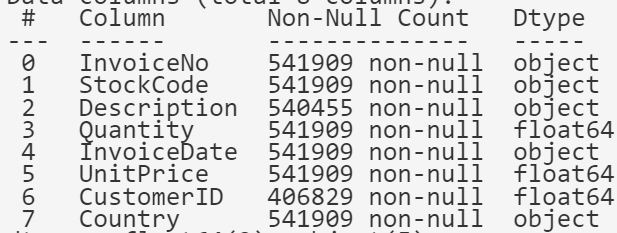 Data columns (total 8 columns):
 #   Column       Non-Null Count   Dtype
---  ------       --------------   -----
 0   InvoiceNo    541909 non-null  object
 1   StockCode    541909 non-null  object
 2   Description  540455 non-null  object
 3   Quantity     541909 non-null  float64
 4   InvoiceDate  541909 non-null  object
 5   UnitPrice    541909 non-null  float64
 6   CustomerID   406829 non-null  float64
 7   Country      541909 non-null  object